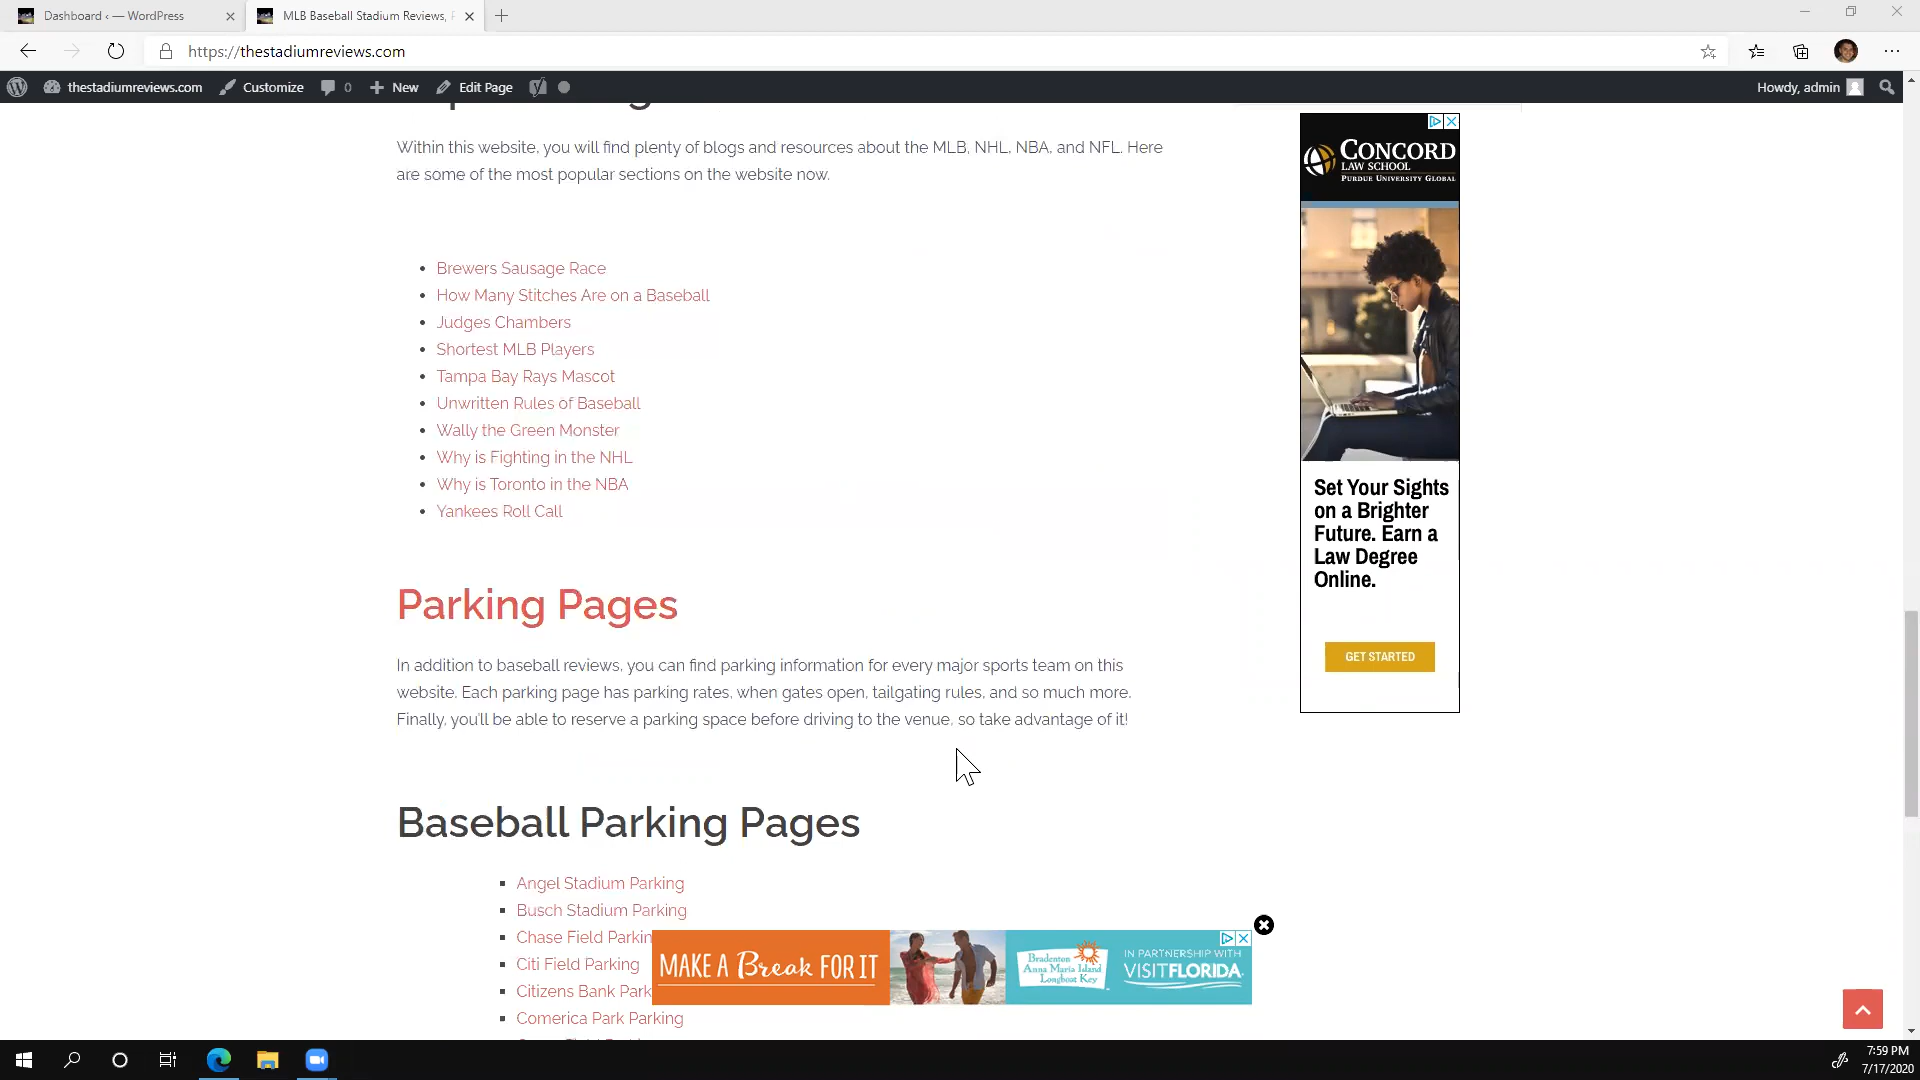 Dashboard ‹ — WordPress
MLB Baseball Stadium Reviews,
https://thestadiumreviews.com
thestadiumreviews.com
Customize
0
New
Edit Page
Howdy, admin
Within this website, you will find plenty of blogs and resources about the MLB, NHL, NBA, and NFL. Here
are some of the most popular sections on the website now.
Brewers Sausage Race
How Many Stitches Are on a Baseball
Judges Chambers
Shortest MLB Players
Tampa Bay Rays Mascot
Unwritten Rules of Baseball
Wally the Green Monster
Why is Fighting in the NHL
Why is Toronto in the NBA
Yankees Roll Call
Parking Pages
In addition to baseball reviews, you can find parking information for every major sports team on this
website. Each parking page has parking rates, when gates open, tailgating rules, and so much more.
Finally, you'll be able to reserve a parking space before driving to the venue, so take advantage of it!
Baseball Parking Pages
Angel Stadium Parking
Busch Stadium Parking
Chase Field Parkin
Citi Field Parking
Citizens Bank Park
Comerica Park Parking
CONCORD
LAW SCHOOL
PURDUE UNIVERSITY GLOBAL
Set Your Sights
on a Brighter
Future. Earn a
Law Degree
Online.
GET STARTED
MAKE A Break FOR IT
Bradenton
Anna Maria Island
Longboat Key
IN PARTNERSHIP WITH
VISITFLORIDA.
7:59 PM
7/17/2020